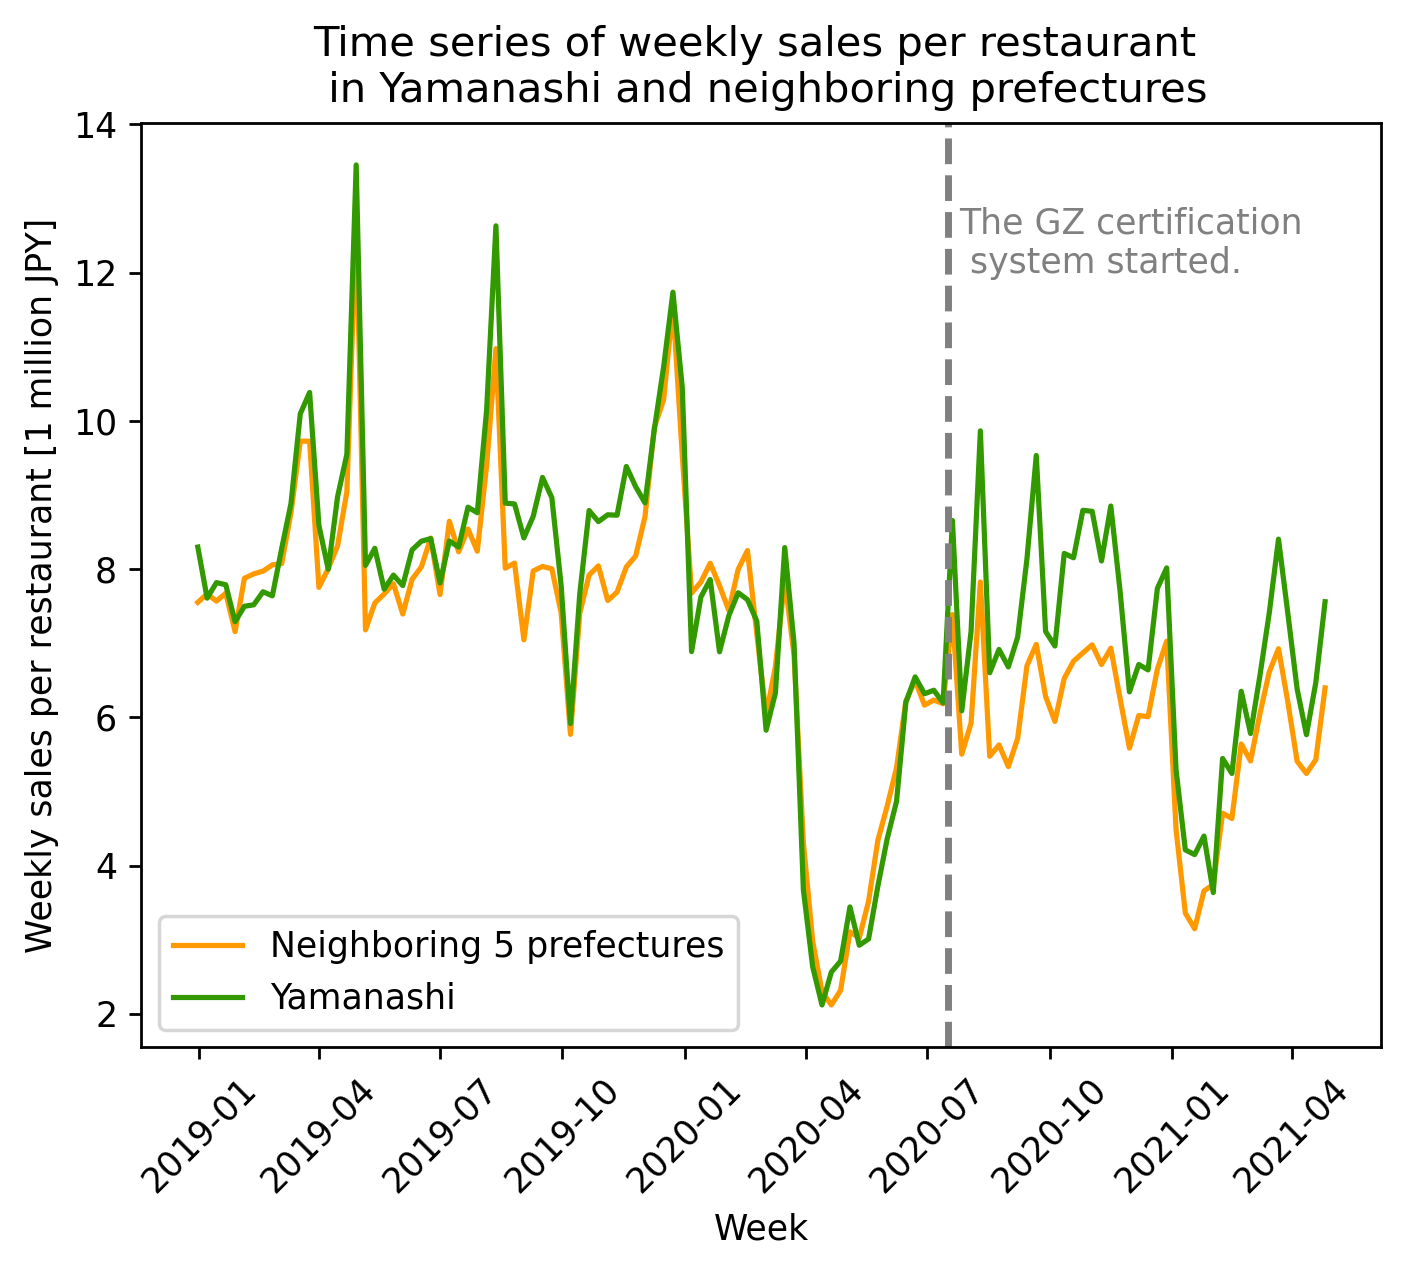 Time series of weekly sales per restaurant
in Yamanashi and neighboring prefectures
Weekly sales per restaurant [1 million JPY]
14
12
10
8
6
4
2
The GZ certification
system started.
Neighboring 5 prefectures
Yamanashi
2019-01
2019-04
2019-07
2019-10
2020-01
2020-04
2020-07
2020-10
2021-01
2021-04
Week